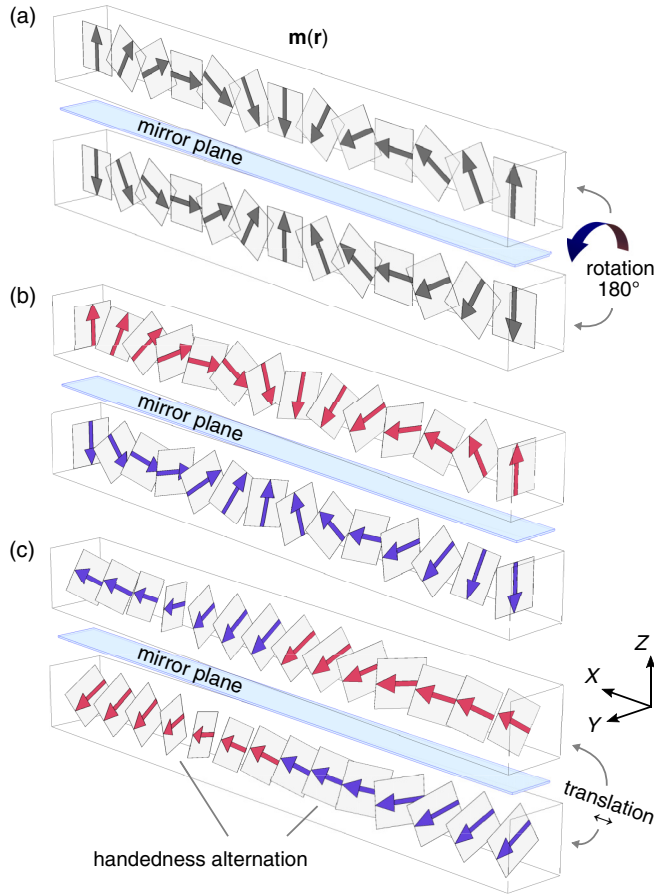 (a)
m(r)
mirror plane
rotation
180°
(b)
mirror plane
(c)
mirror plane
Z
X
Y
translation
↔
handedness alternation